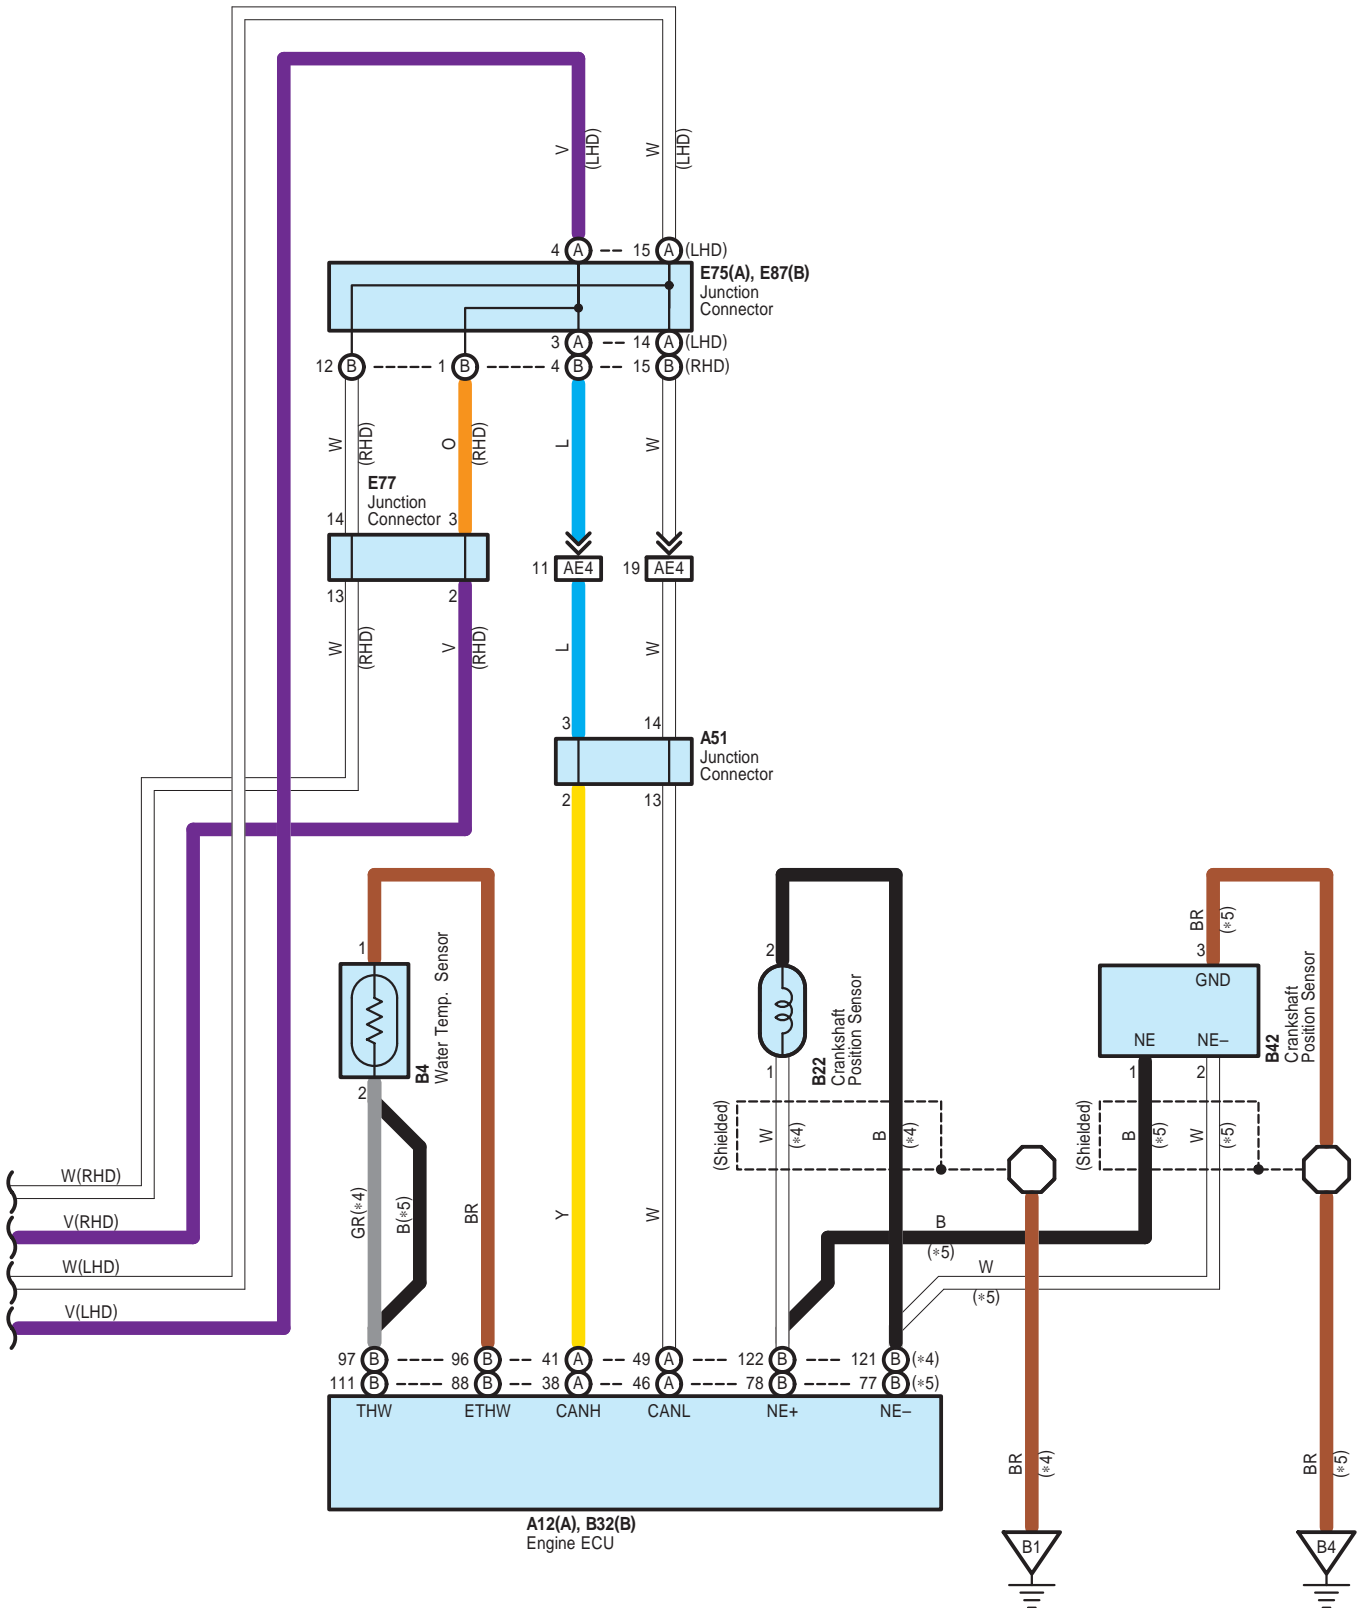 V
(LHD)
W
(LHD)
4 A 15 A (LHD)
E75(A), E87(B)
Junction
Connector
3 A 14 A (LHD)
12 B 1 B 4 B 15 B (RHD)
W
(RHD)
O
(RHD)
L
W
E77
Junction
Connector
14
3
11 AE4
19 AE4
13
2
W
(RHD)
V
(RHD)
L
W
3
14
A51
Junction
Connector
2
13
1
B4
Water Temp. Sensor
2
2
B22
Crankshaft
Position Sensor
1
BR
(*5)
3
GND
NE
NE–
B42
Crankshaft
Position Sensor
1
2
(Shielded)
W
(*4)
B
(*4)
(Shielded)
B
(*5)
W
(*5)
W(RHD)
V(RHD)
W(LHD)
V(LHD)
GR(*4)
B(*5)
BR
Y
W
B
(*5)
W
(*5)
97 B 96 B 41 A 49 A 122 B 121 B (*4)
111 B 88 B 38 A 46 A 78 B 77 B (*5)
THW ETHW CANH CANL NE+ NE–
A12(A), B32(B)
Engine ECU
BR
(*4)
BR
(*5)
B1
B4